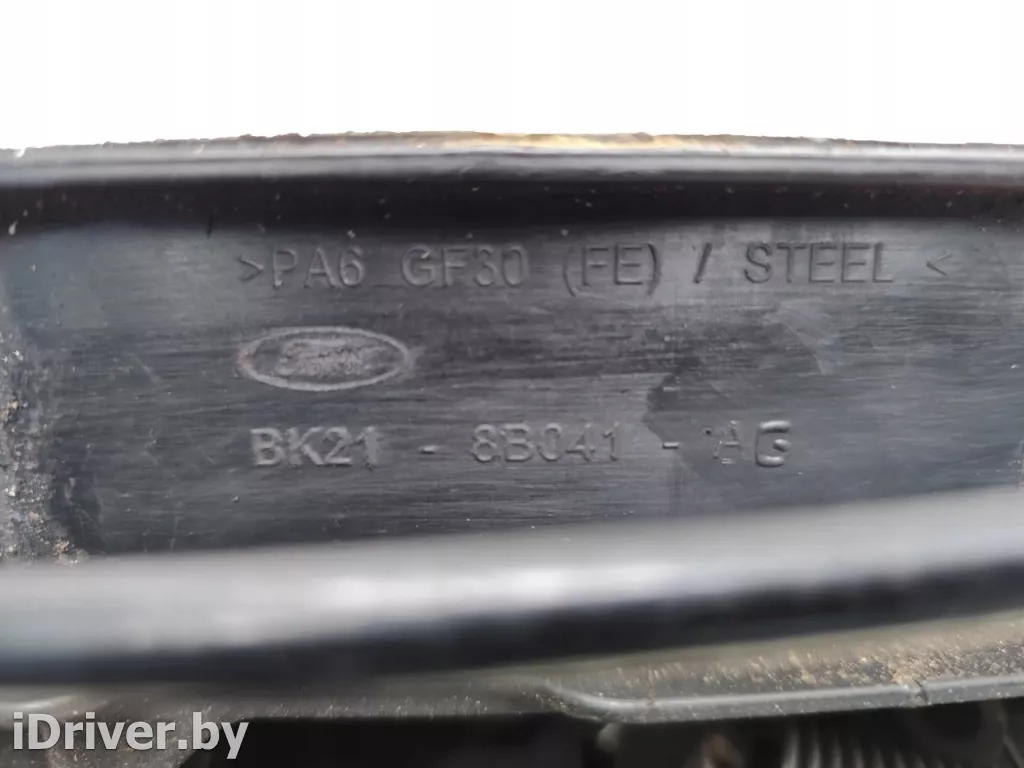 >PA6 GF30 (FE) / STEEL <
Ford
BK21 - 8B041 - AG
iDriver.by